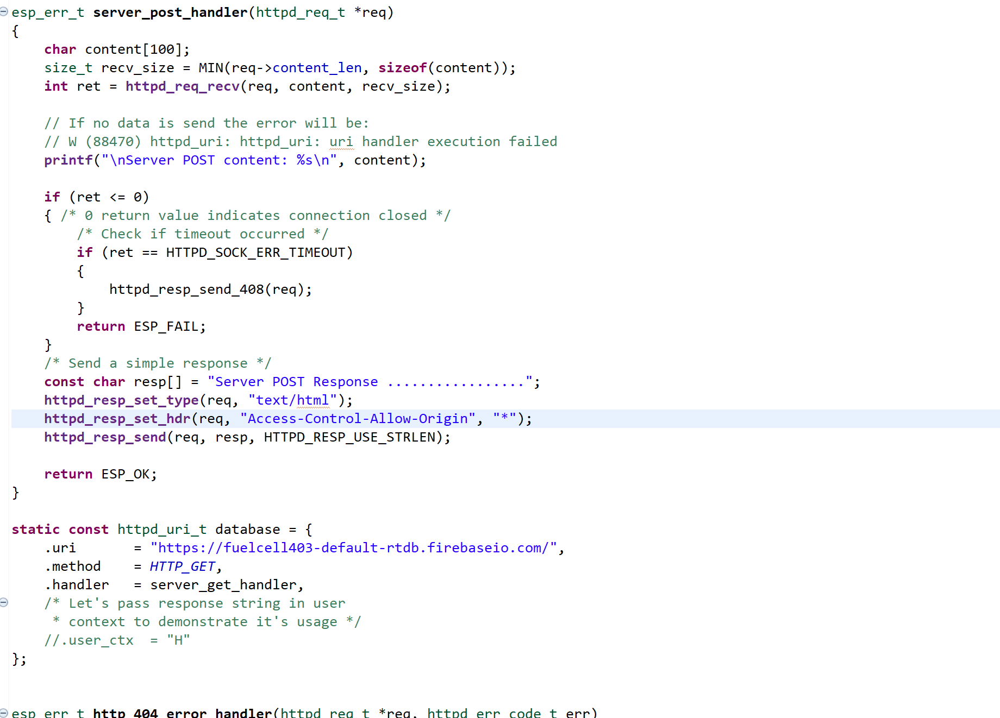 esp_err_t server_post_handler(httpd_req_t *req)
{
    char content[100];
    size_t recv_size = MIN(req->content_len, sizeof(content));
    int ret = httpd_req_recv(req, content, recv_size);

    // If no data is send the error will be:
    // W (88470) httpd_uri: httpd_uri: uri handler execution failed
    printf("\nServer POST content: %s\n", content);

    if (ret <= 0)
    { /* 0 return value indicates connection closed */
        /* Check if timeout occurred */
        if (ret == HTTPD_SOCK_ERR_TIMEOUT)
        {
            httpd_resp_send_408(req);
        }
        return ESP_FAIL;
    }
    /* Send a simple response */
    const char resp[] = "Server POST Response .................";
    httpd_resp_set_type(req, "text/html");
    httpd_resp_set_hdr(req, "Access-Control-Allow-Origin", "*");
    httpd_resp_send(req, resp, HTTPD_RESP_USE_STRLEN);

    return ESP_OK;
}

static const httpd_uri_t database = {
    .uri       = "https://fuelcell403-default-rtdb.firebaseio.com/",
    .method    = HTTP_GET,
    .handler   = server_get_handler,
    /* Let's pass response string in user
     * context to demonstrate it's usage */
    //.user_ctx  = "H"
};

esp_err_t http_404_error_handler(httpd_req_t *req, httpd_err_code_t err)